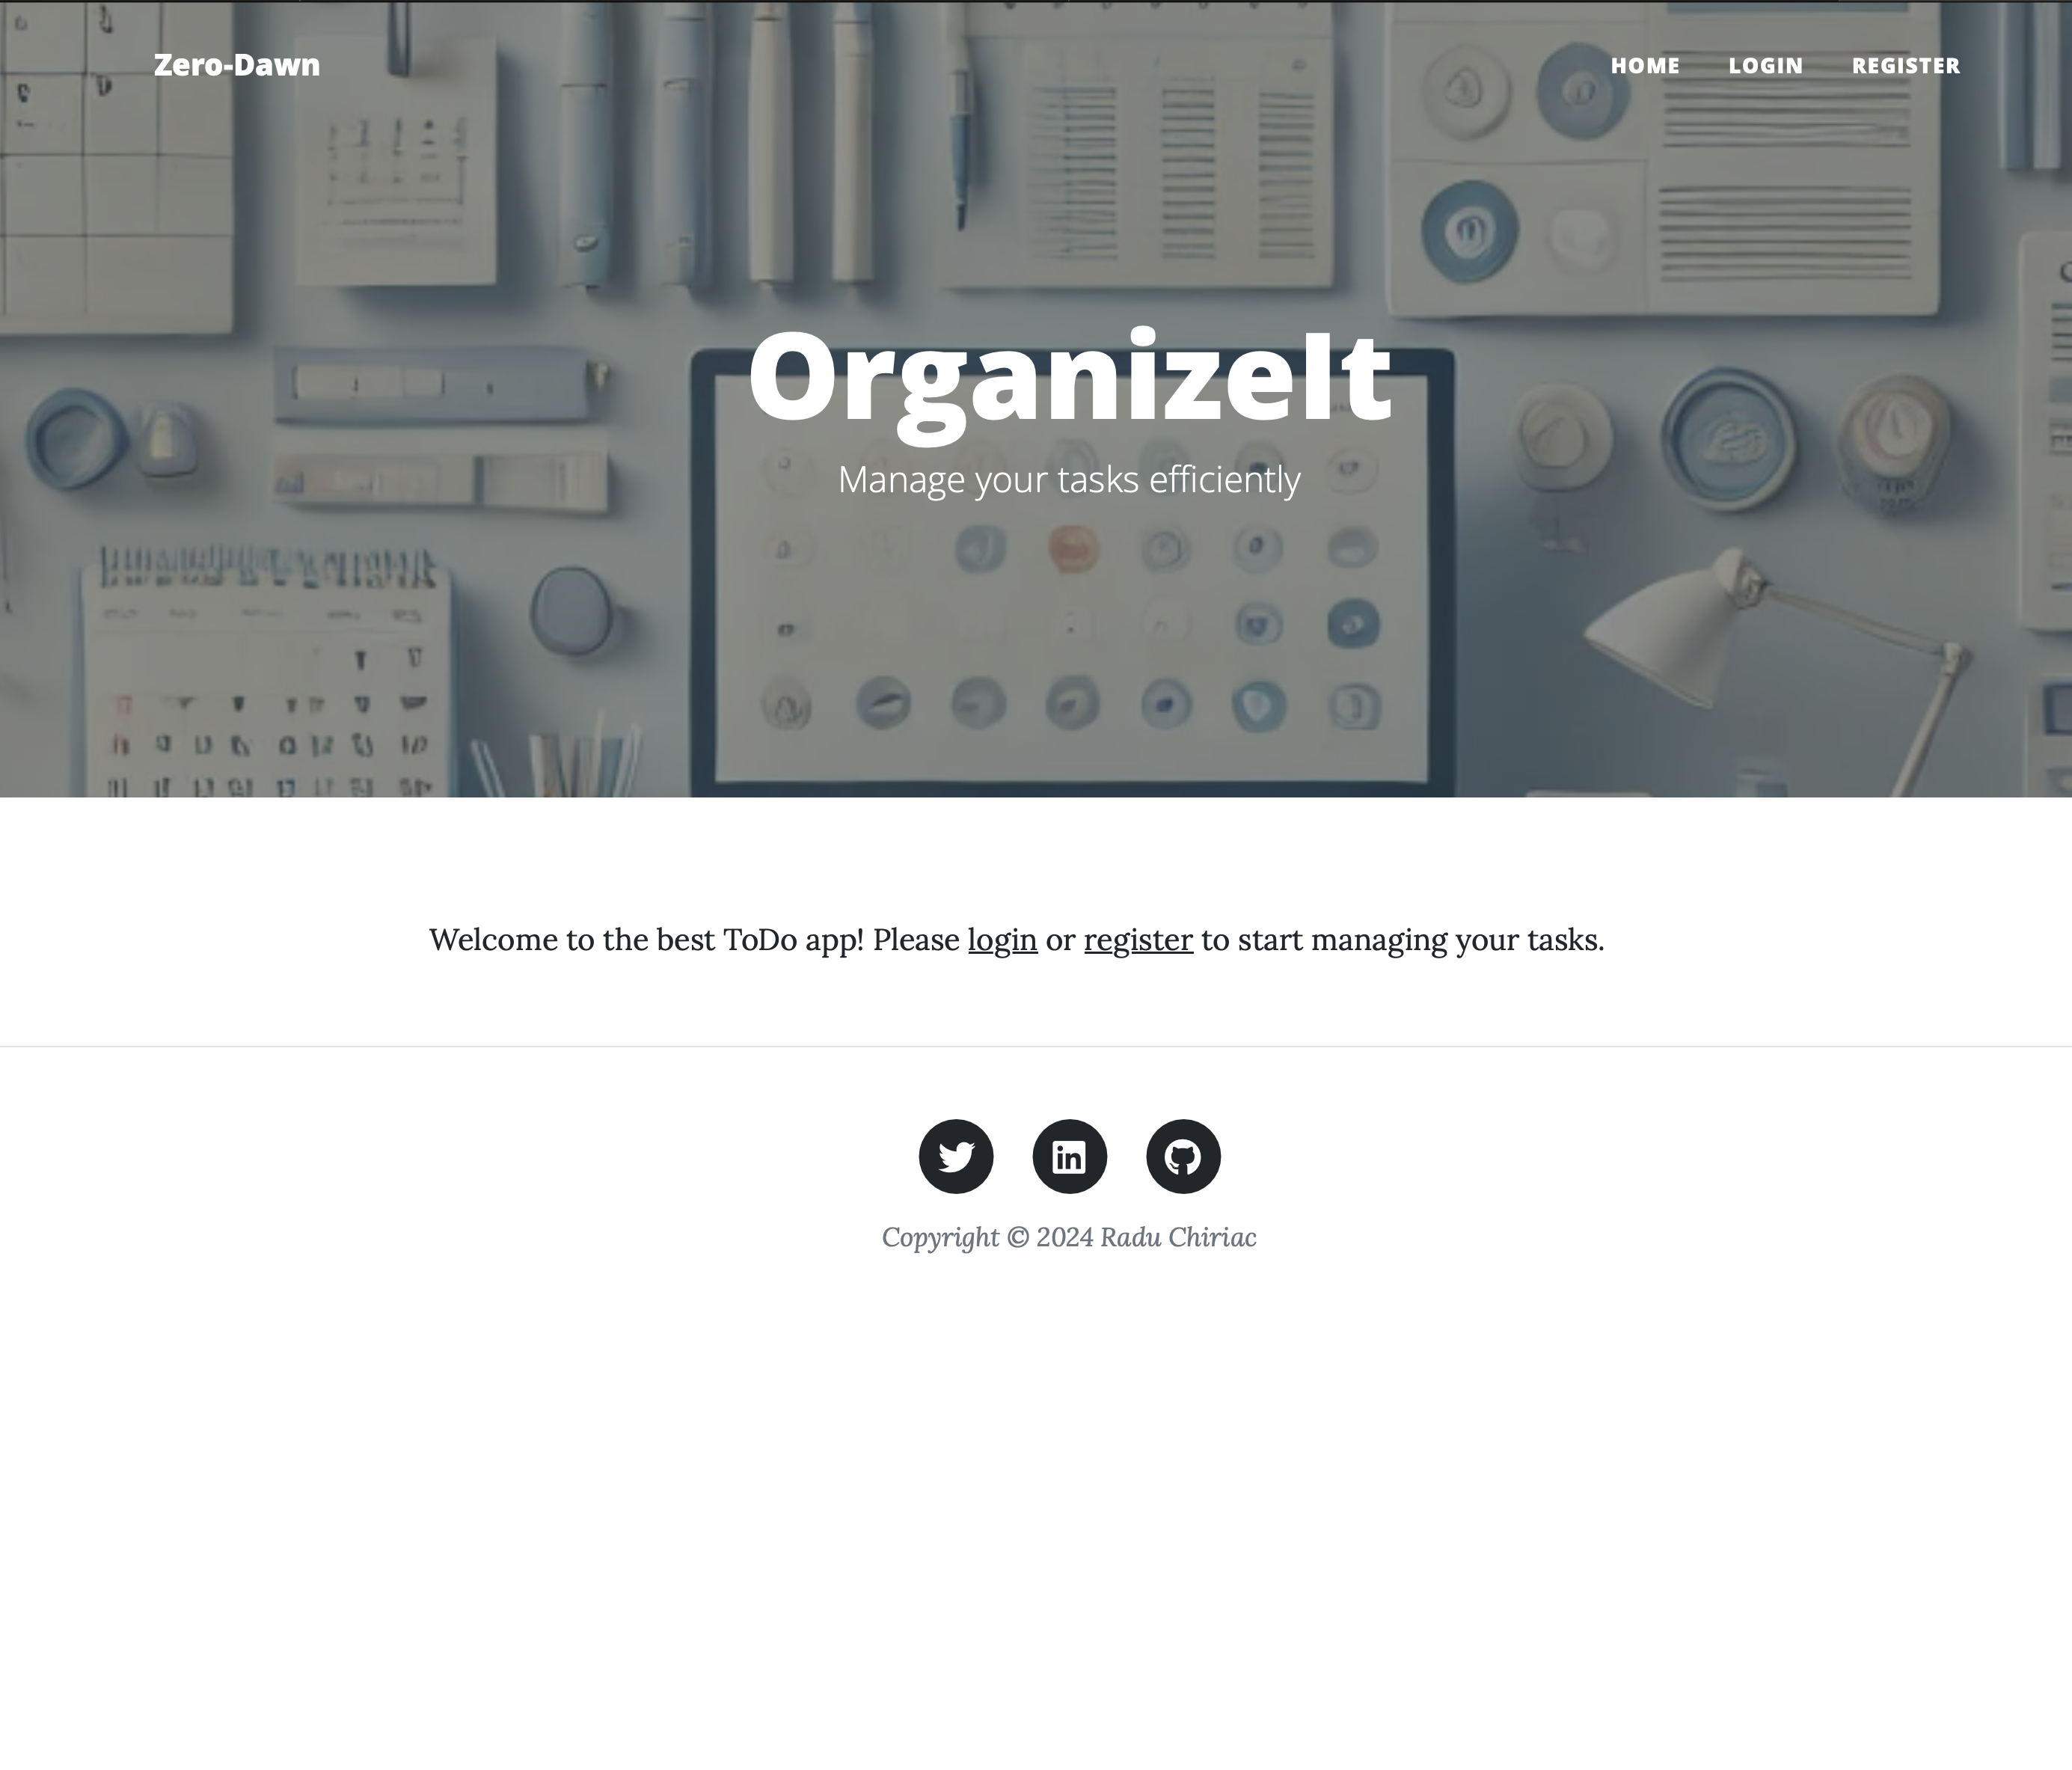 Zero-Dawn
HOME LOGIN REGISTER
OrganizeIt
Manage your tasks efficiently
Welcome to the best ToDo app! Please login or register to start managing your tasks.
in
Copyright © 2024 Radu Chiriac